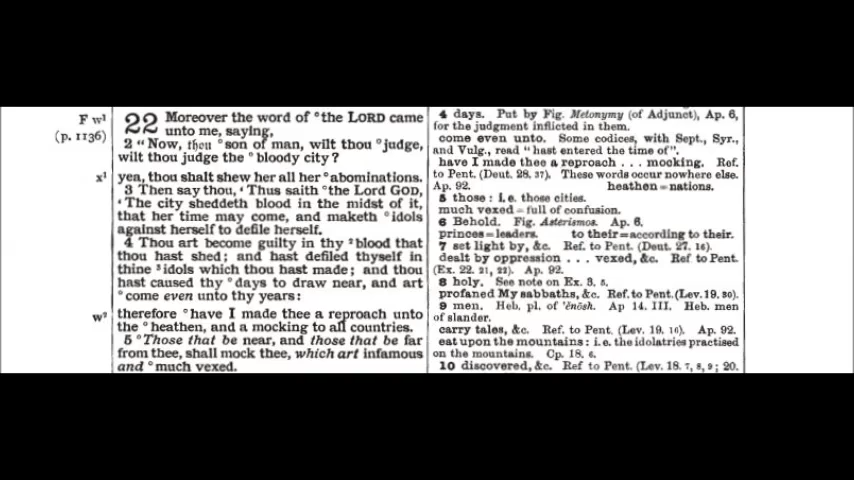 F w¹
(p. 1136)
x¹
w²
22 Moreover the word of °the LORD came
unto me, saying,
2 "Now, thou °son of man, wilt thou °judge,
wilt thou judge the °bloody city?
yea, thou shalt shew her all her °abominations.
3 Then say thou, 'Thus saith °the Lord GOD,
'The city sheddeth blood in the midst of it,
that her time may come, and maketh °idols
against herself to defile herself.
4 Thou art become guilty in thy ²blood that
thou hast shed; and hast defiled thyself in
thine ³idols which thou hast made; and thou
hast caused thy °days to draw near, and art
°come even unto thy years:
therefore °have I made thee a reproach unto
the °heathen, and a mocking to all countries.
5 °Those that be near, and those that be far
from thee, shall mock thee, which art infamous
and °much vexed.
4 days. Put by Fig. Metonymy (of Adjunct), Ap. 6,
for the judgment inflicted in them.
come even unto. Some codices, with Sept., Syr.,
and Vulg., read "hast entered the time of".
have I made thee a reproach . . . mocking. Ref.
to Pent. (Deut. 28. 37). These words occur nowhere else.
Ap. 92. heathen=nations.
5 those: i.e. those cities.
much vexed=full of confusion.
6 Behold. Fig. Asterismos. Ap. 6.
princes=leaders. to their=according to their.
7 set light by, &c. Ref. to Pent. (Deut. 27. 16).
dealt by oppression . . . vexed, &c. Ref to Pent.
(Ex. 22. 21, 22). Ap. 92.
8 holy. See note on Ex. 3. 5.
profaned My sabbaths, &c. Ref. to Pent. (Lev. 19. 30).
9 men. Heb. pl. of 'ĕnōsh. Ap 14. III. Heb. men
of slander.
carry tales, &c. Ref. to Pent. (Lev. 19. 16). Ap. 92.
eat upon the mountains: i.e. the idolatries practised
on the mountains. Cp. 18. 6.
10 discovered, &c. Ref to Pent. (Lev. 18. 7, 8, 9; 20.